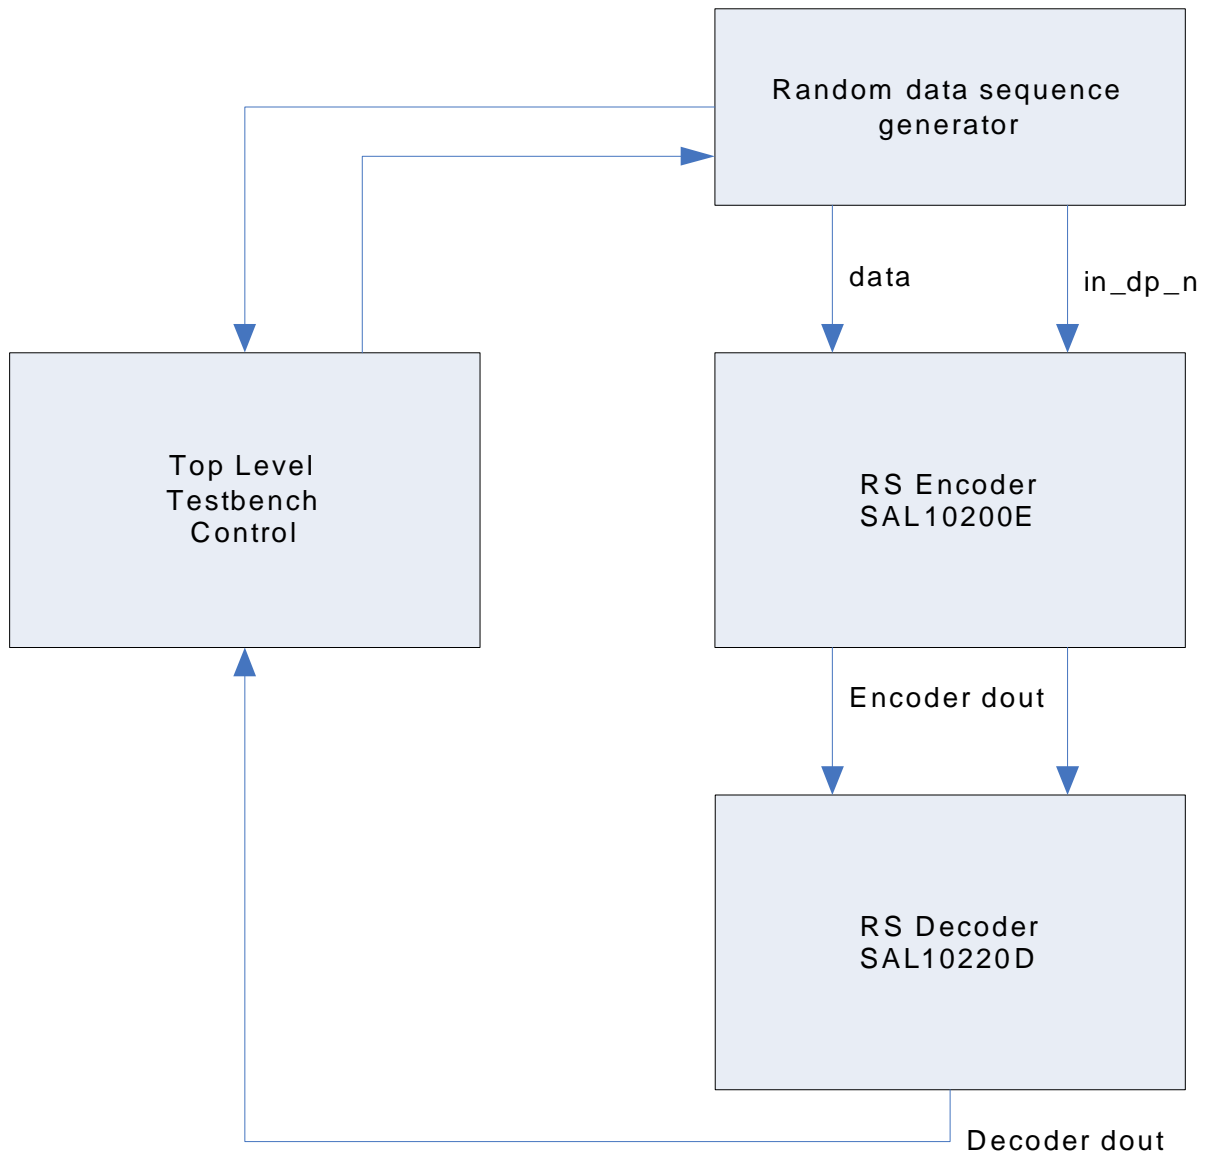 Random data sequence
generator
data
in_dp_n
Top Level
Testbench
Control
RS Encoder
SAL10200E
Encoder dout
RS Decoder
SAL10220D
Decoder dout